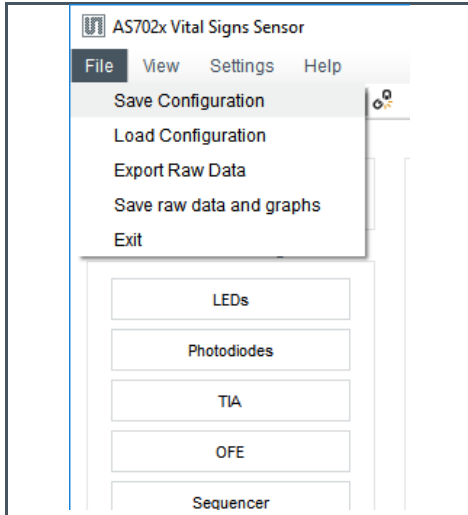 AS702x Vital Signs Sensor
File View Settings Help
Save Configuration
Load Configuration
Export Raw Data
Save raw data and graphs
Exit
LEDs
Photodiodes
TIA
OFE
Sequencer